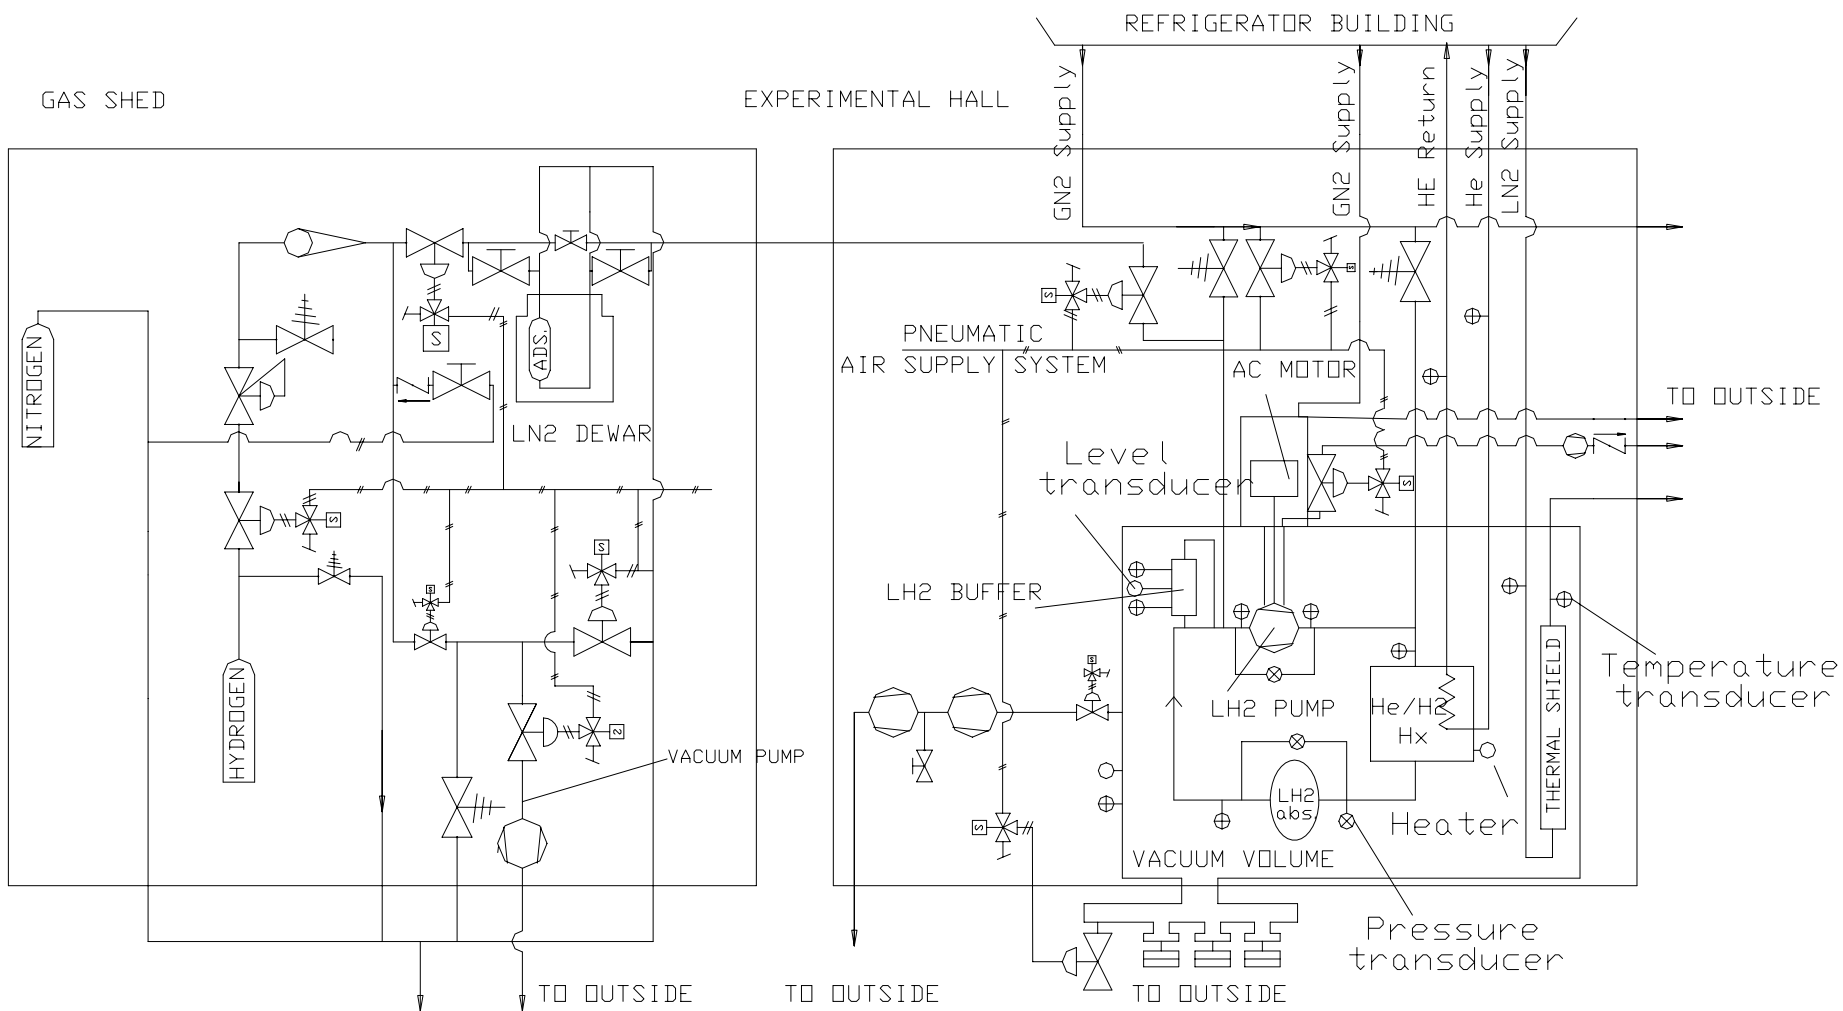 REFRIGERATOR BUILDING
GAS SHED
EXPERIMENTAL HALL
GN2 Supply
GN2 Supply
HE Return
He Supply
LN2 Supply
NITROGEN
S
ADS.
LN2 DEWAR
S
S
S
HYDROGEN
S
VACUUM PUMP
TO OUTSIDE
S
S
PNEUMATIC
AIR SUPPLY SYSTEM
AC MOTOR
TO OUTSIDE
Level
transducer
S
LH2 BUFFER
S
LH2 PUMP
He/H2
Hx
THERMAL SHIELD
Temperature
transducer
LH2
abs.
Heater
S
VACUUM VOLUME
Pressure
transducer
TO OUTSIDE
TO OUTSIDE